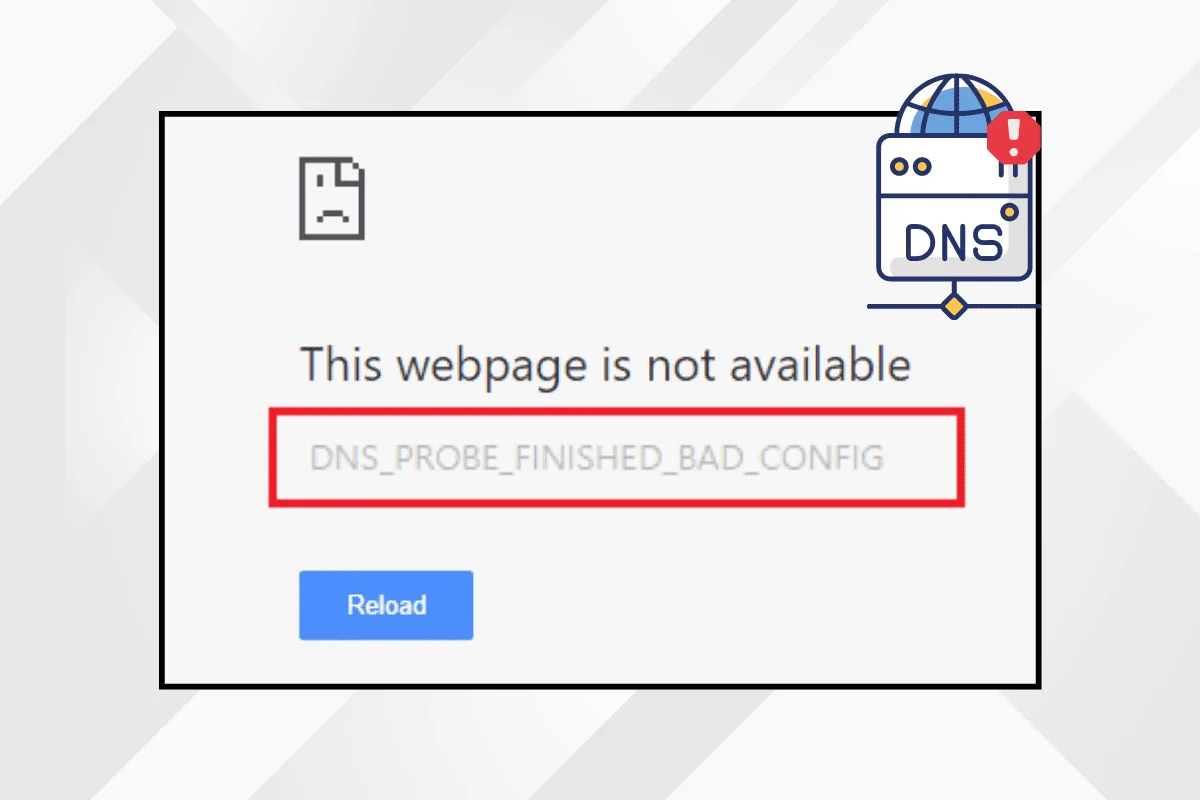 DNS
This webpage is not available
DNS_PROBE_FINISHED_BAD_CONFIG
Reload